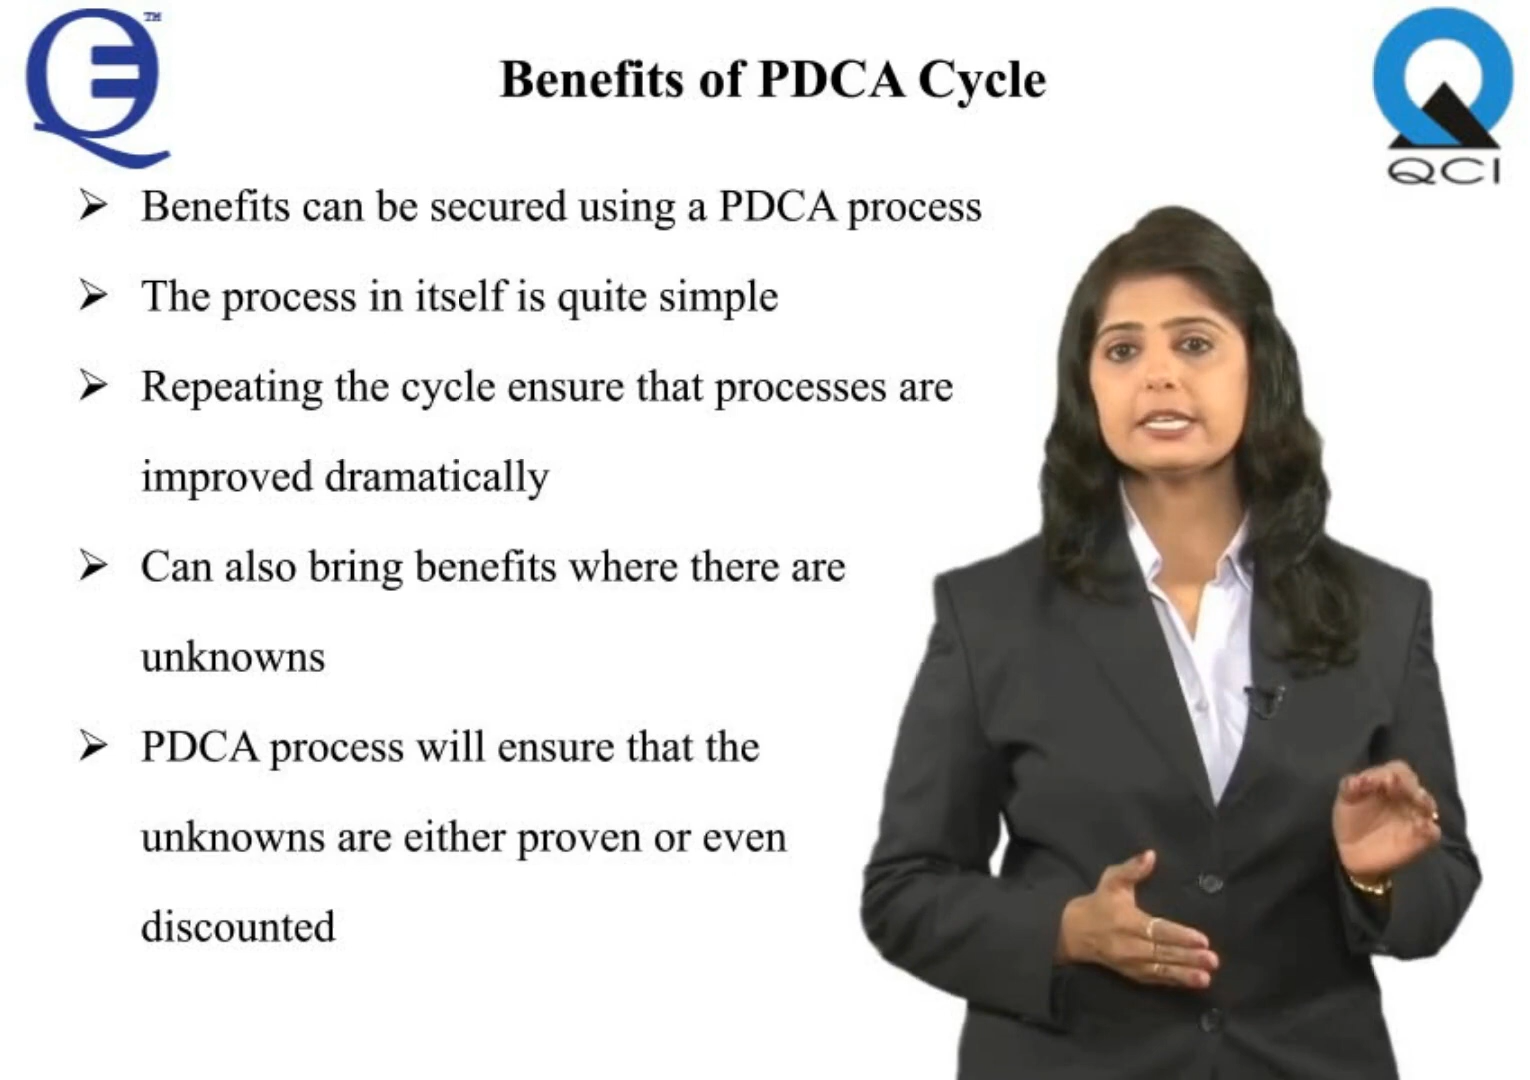 TM
Benefits of PDCA Cycle
QCI
➢ Benefits can be secured using a PDCA process
➢ The process in itself is quite simple
➢ Repeating the cycle ensure that processes are
improved dramatically
➢ Can also bring benefits where there are
unknowns
➢ PDCA process will ensure that the
unknowns are either proven or even
discounted